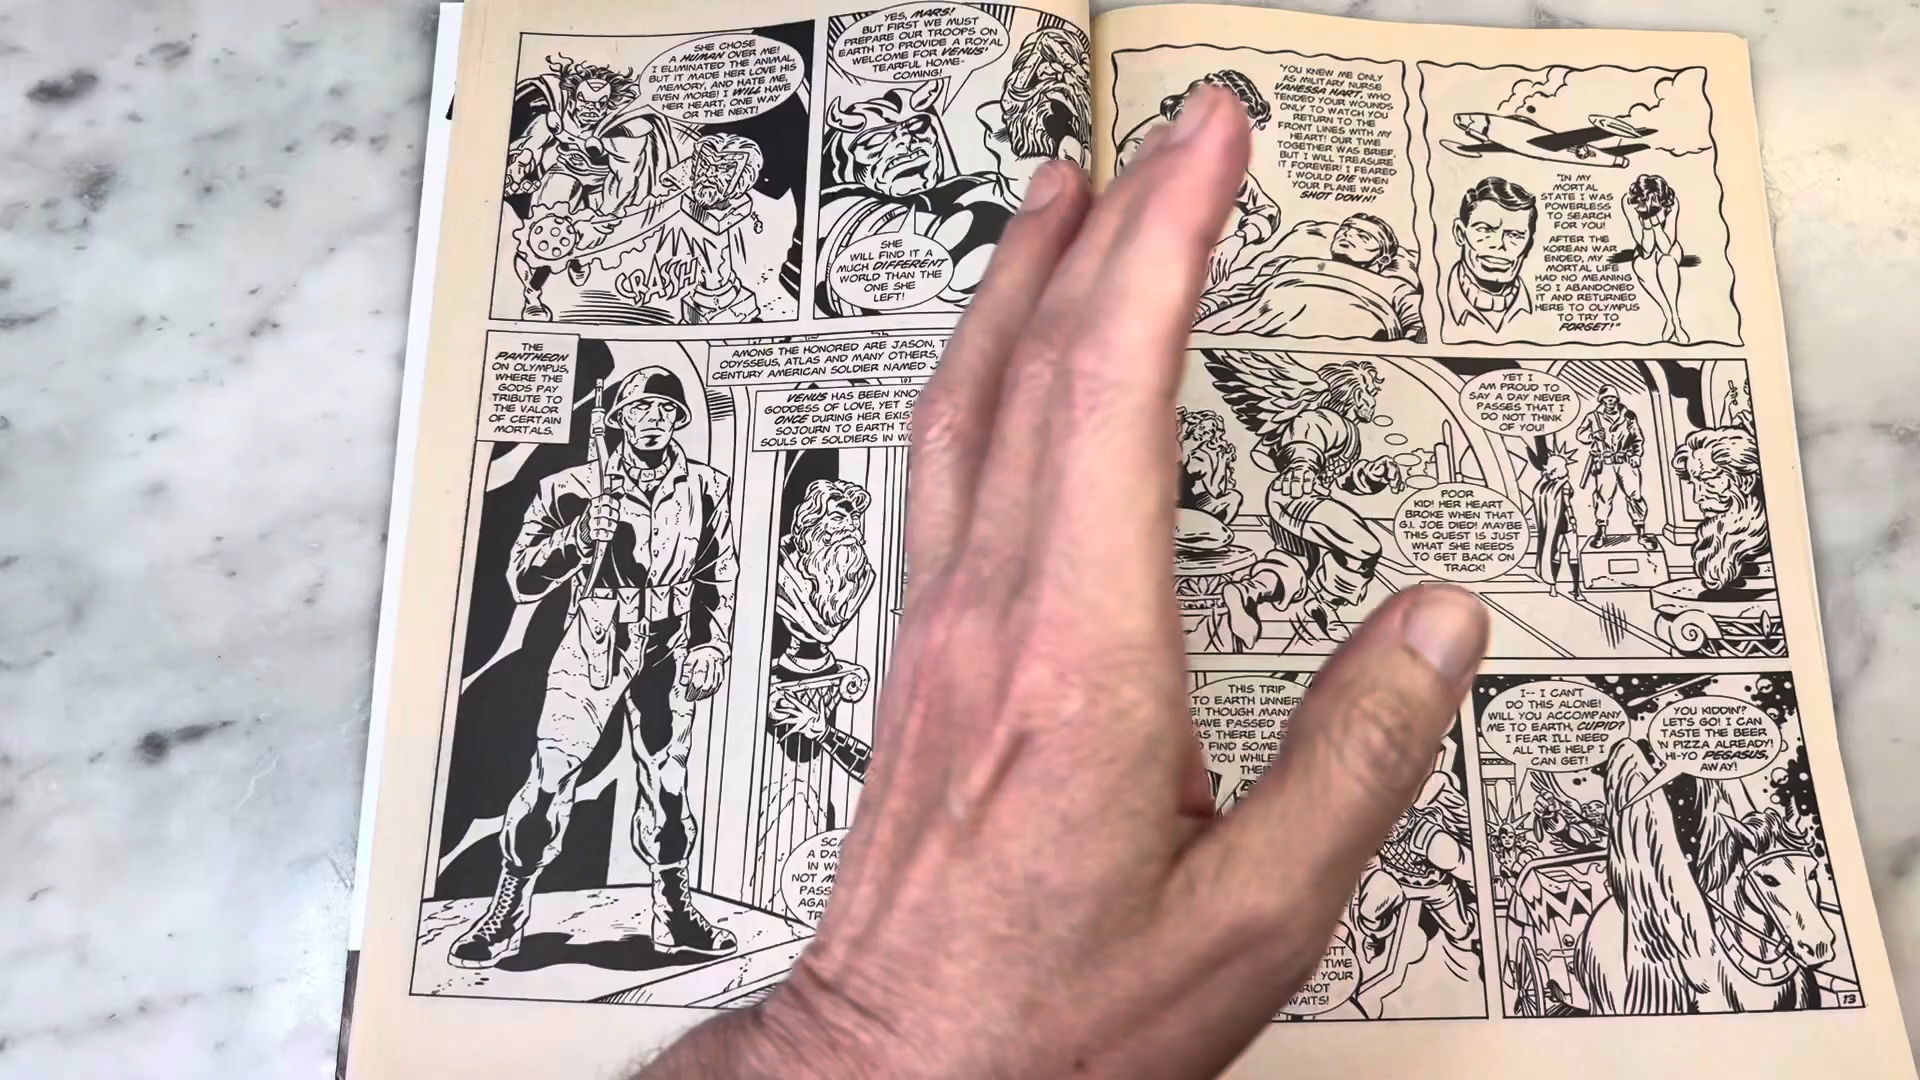 SHE CHOSE
A HUMAN OVER ME!
I ELIMINATED THE ANIMAL,
BUT IT MADE HER LOVE HIS
MEMORY, AND HATE ME,
EVEN MORE! I WILL HAVE
HER HEART, ONE WAY
OR THE NEXT!
CRASH!
YES, MARS!
BUT FIRST WE MUST
PREPARE OUR TROOPS ON
EARTH TO PROVIDE A ROYAL
WELCOME FOR VENUS'
TEARFUL HOME-
COMING!
SHE
WILL FIND IT A
MUCH DIFFERENT
WORLD THAN THE
ONE SHE
LEFT!
THE
PANTHEON
ON OLYMPUS,
WHERE THE
GODS PAY
TRIBUTE TO
THE VALOR
OF CERTAIN
MORTALS.
AMONG THE HONORED ARE JASON,
ODYSSEUS, ATLAS AND MANY OTHERS,
CENTURY AMERICAN SOLDIER NAMED
VENUS HAS BEEN
GODDESS OF LOVE, YET
ONCE DURING HER
SOJOURN TO EARTH
SOULS OF SOLDIERS IN
A
IN
NOT
"YOU KNEW ME ONLY
AS MILITARY NURSE
VANESSA HART, WHO
TENDED YOUR WOUNDS
ONLY TO WATCH YOU
RETURN TO THE
FRONT LINES WITH MY
HEART! OUR TIME
TOGETHER WAS BRIEF,
BUT I WILL TREASURE
IT FOREVER! I FEARED
I WOULD DIE WHEN
YOUR PLANE WAS
SHOT DOWN!
"IN MY
MORTAL
STATE I WAS
POWERLESS
TO SEARCH
FOR YOU!
AFTER THE
KOREAN WAR
ENDED, MY
MORTAL LIFE
HAD NO MEANING
SO I ABANDONED
IT AND RETURNED
HERE TO OLYMPUS
TO TRY TO
FORGET!"
YET I
AM PROUD TO
SAY A DAY NEVER
PASSES THAT I
DO NOT THINK
OF YOU!
POOR
KID! HER HEART
BROKE WHEN THAT
G.I. JOE DIED! MAYBE
THIS QUEST IS JUST
WHAT SHE NEEDS
TO GET BACK ON
TRACK!
THIS TRIP
TO EARTH
THOUGH MANY
HAVE PASSED
THERE
FIND SOME
YOU WHILE
TIME
YOUR
I-- I CAN'T
DO THIS ALONE!
WILL YOU ACCOMPANY
ME TO EARTH, CUPID?
I FEAR I'LL NEED
ALL THE HELP I
CAN GET!
YOU KIDDIN'?
LET'S GO! I CAN
TASTE THE BEER
'N PIZZA ALREADY!
HI-YO PEGASUS,
AWAY!
13